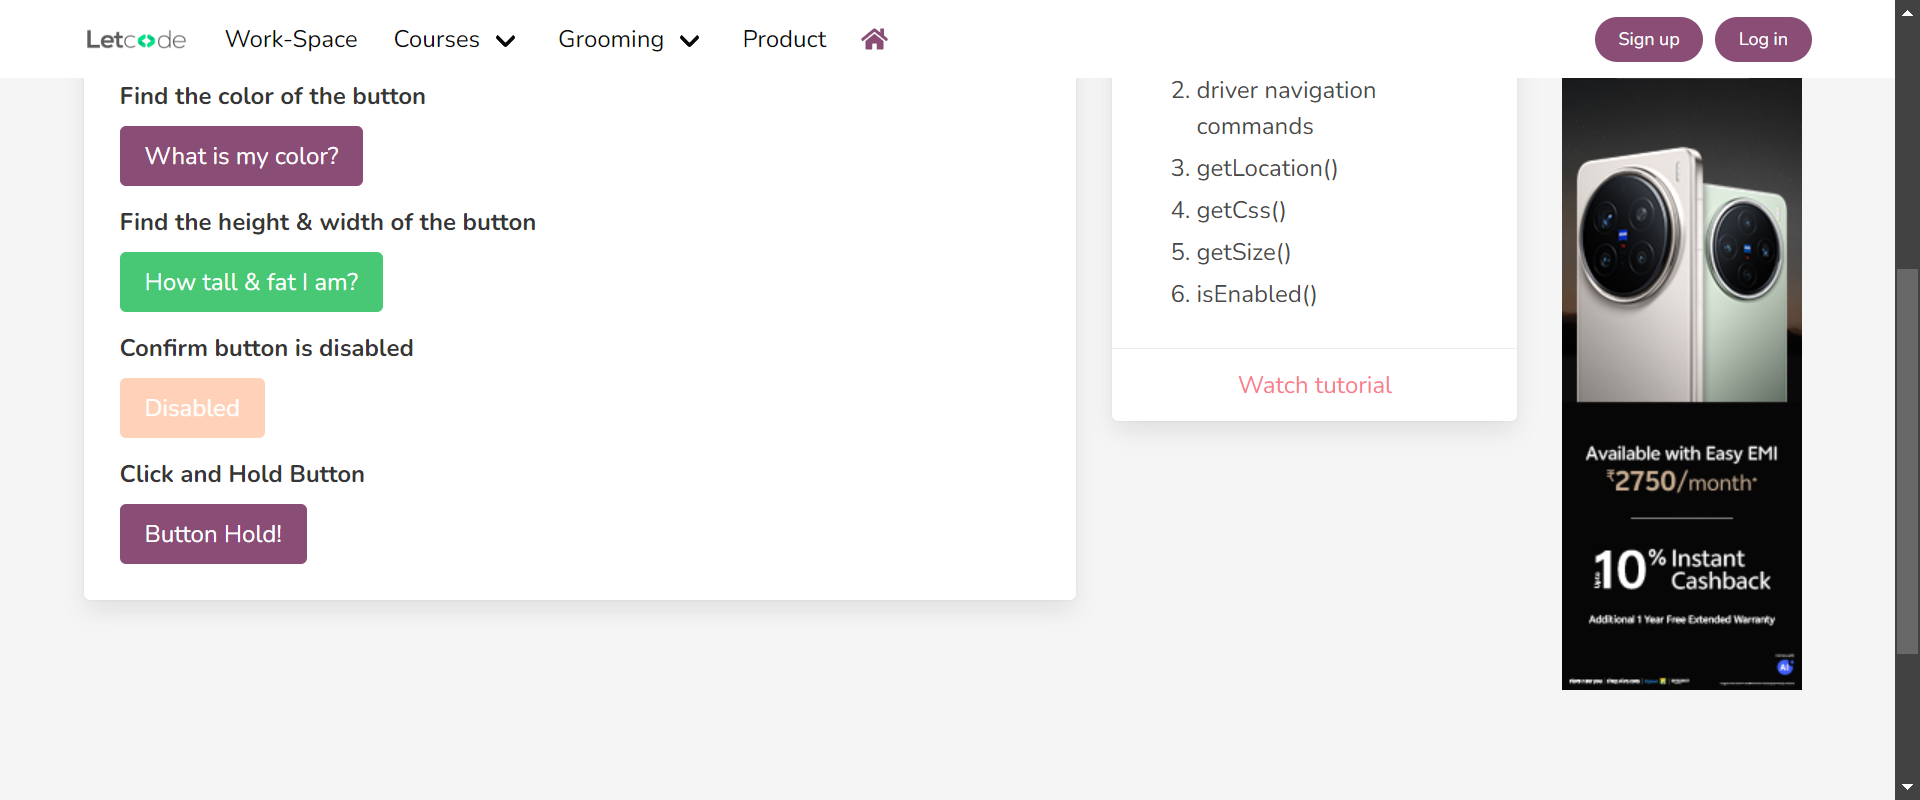 Letcode
Work-Space
Courses
Grooming
Product
Sign up
Log in
Find the color of the button
What is my color?
Find the height & width of the button
How tall & fat I am?
Confirm button is disabled
Disabled
Click and Hold Button
Button Hold!
2. driver navigation
commands
3. getLocation()
4. getCss()
5. getSize()
6. isEnabled()
Watch tutorial
Available with Easy EMI
₹2750/month*
Upto 10% Instant
Cashback
Additional 1 Year Free Extended Warranty